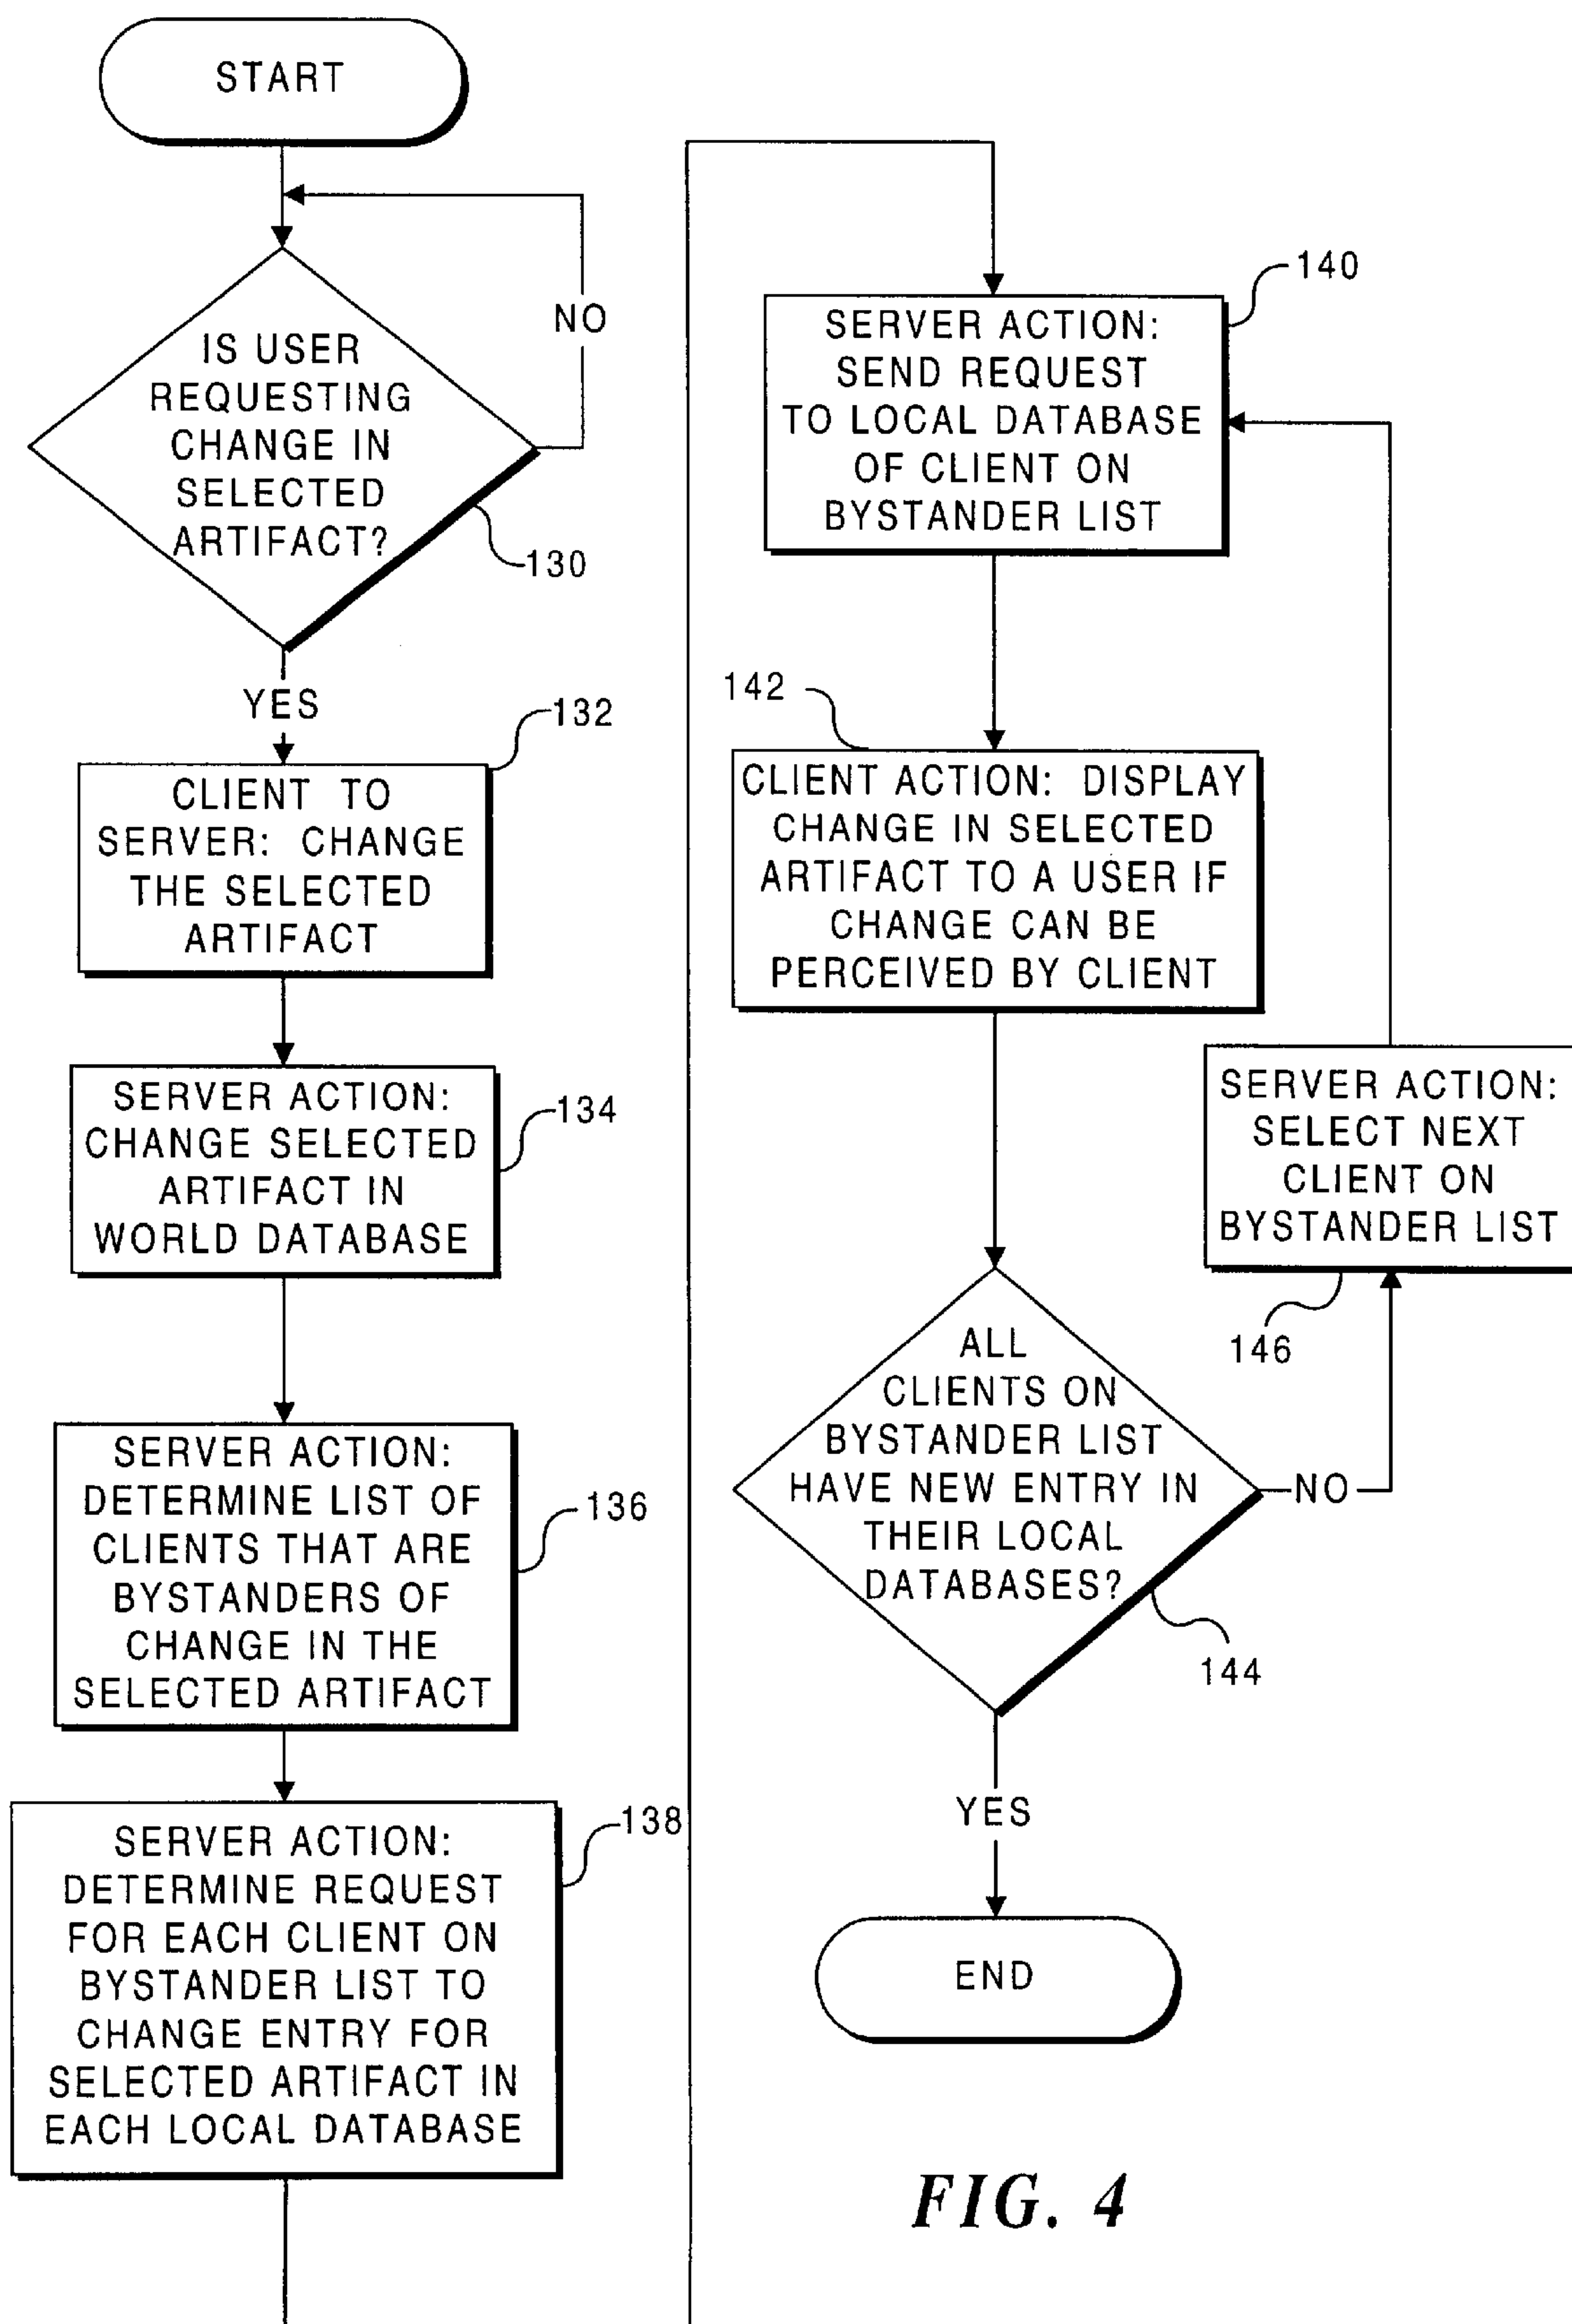 START
NO
IS USER
REQUESTING
CHANGE IN
SELECTED
ARTIFACT?
130
YES
132
CLIENT TO
SERVER: CHANGE
THE SELECTED
ARTIFACT
134
SERVER ACTION:
CHANGE SELECTED
ARTIFACT IN
WORLD DATABASE
136
SERVER ACTION:
DETERMINE LIST OF
CLIENTS THAT ARE
BYSTANDERS OF
CHANGE IN THE
SELECTED ARTIFACT
138
SERVER ACTION:
DETERMINE REQUEST
FOR EACH CLIENT ON
BYSTANDER LIST TO
CHANGE ENTRY FOR
SELECTED ARTIFACT IN
EACH LOCAL DATABASE
140
SERVER ACTION:
SEND REQUEST
TO LOCAL DATABASE
OF CLIENT ON
BYSTANDER LIST
142
CLIENT ACTION: DISPLAY
CHANGE IN SELECTED
ARTIFACT TO A USER IF
CHANGE CAN BE
PERCEIVED BY CLIENT
SERVER ACTION:
SELECT NEXT
CLIENT ON
BYSTANDER LIST
146
ALL
CLIENTS ON
BYSTANDER LIST
HAVE NEW ENTRY IN
THEIR LOCAL
DATABASES?
NO
144
YES
END
FIG. 4